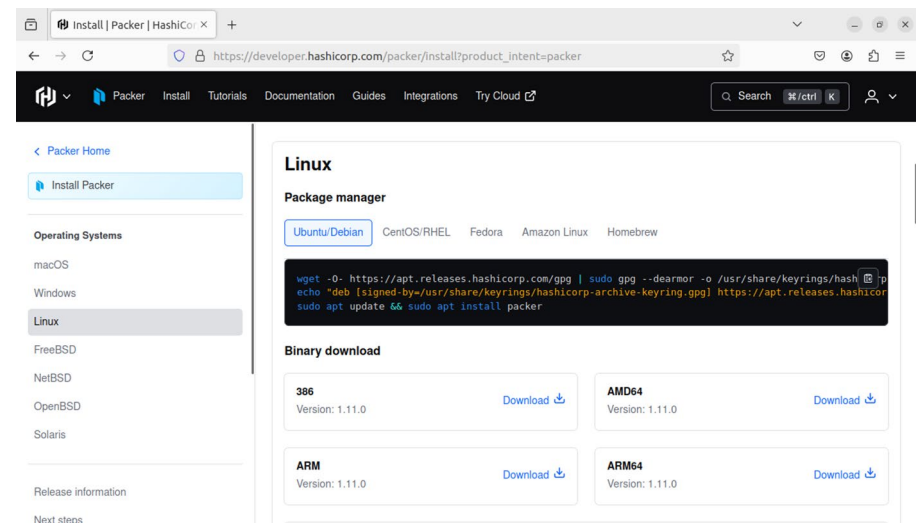 Install | Packer | HashiCor
https://developer.hashicorp.com/packer/install?product_intent=packer
Packer Install Tutorials Documentation Guides Integrations Try Cloud Search ⌘/ctrl K
Packer Home
Install Packer
Operating Systems
macOS
Windows
Linux
FreeBSD
NetBSD
OpenBSD
Solaris
Release information
Next steps
Linux
Package manager
Ubuntu/Debian CentOS/RHEL Fedora Amazon Linux Homebrew
wget -O- https://apt.releases.hashicorp.com/gpg | sudo gpg --dearmor -o /usr/share/keyrings/hash
echo "deb [signed-by=/usr/share/keyrings/hashicorp-archive-keyring.gpg] https://apt.releases.hashicor
sudo apt update && sudo apt install packer
Binary download
386
Version: 1.11.0
Download
AMD64
Version: 1.11.0
Download
ARM
Version: 1.11.0
Download
ARM64
Version: 1.11.0
Download